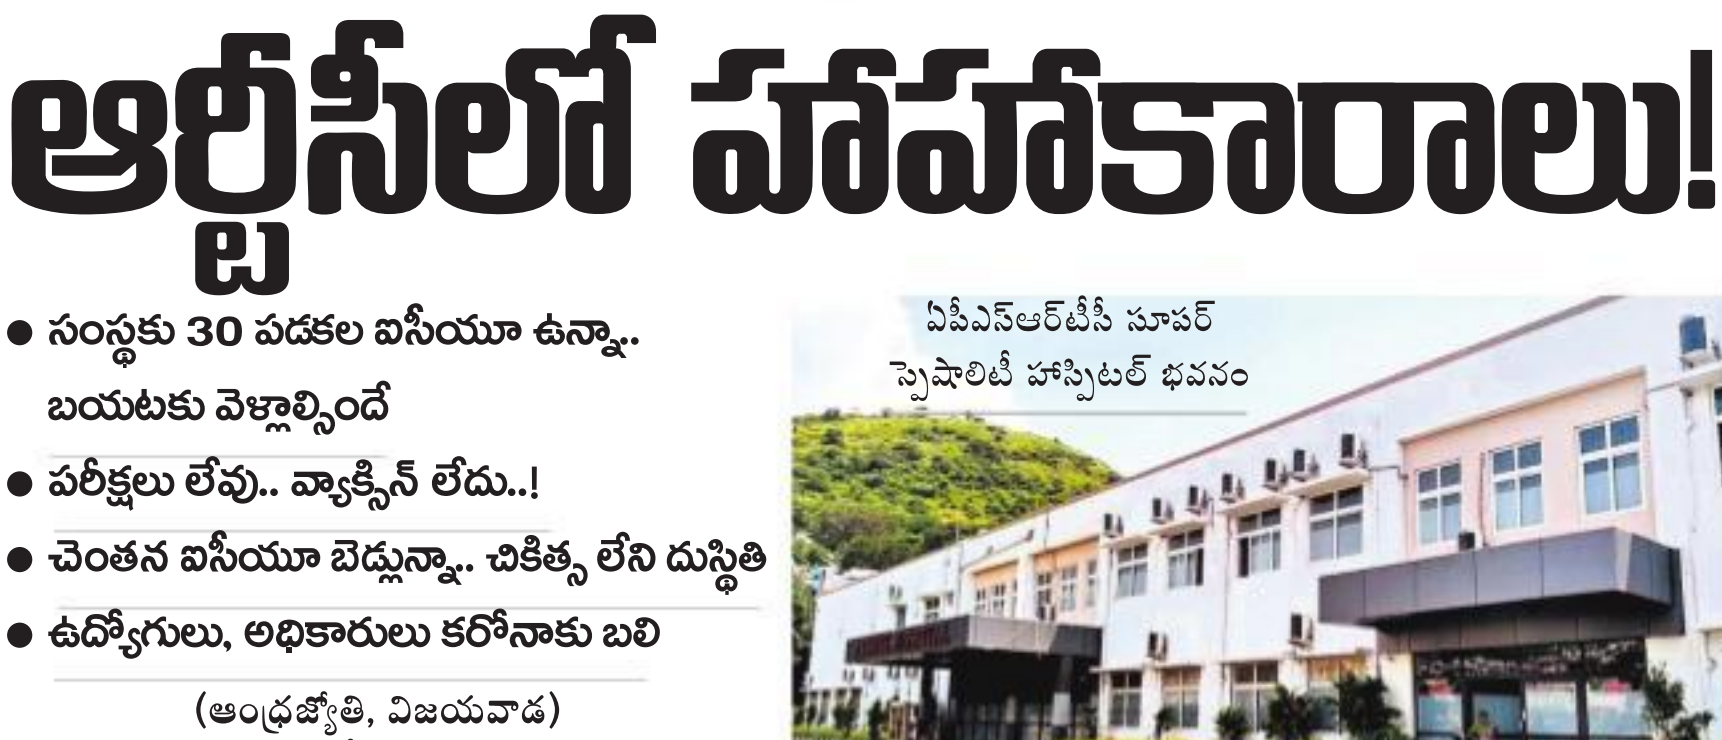 ఆర్టీసీలో హాహాకారాలు!
● సంస్థకు 30 పడకల ఐసీయూ ఉన్నా..
బయటకు వెళ్లాల్సిందే
● పరీక్షలు లేవు.. వ్యాక్సిన్ లేదు..!
● చెంతన ఐసీయూ బెడ్లున్నా.. చికిత్స లేని దుస్థితి
● ఉద్యోగులు, అధికారులు కరోనాకు బలి
(ఆంధ్రజ్యోతి, విజయవాడ)
ఏపీఎస్ఆర్‌టీసీ సూపర్
స్పెషాలిటీ హాస్పిటల్ భవనం